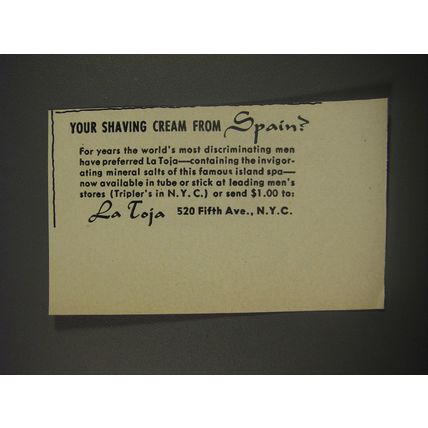 YOUR SHAVING CREAM FROM Spain?
For years the world's most discriminating men
have preferred La Toja—containing the invigor-
ating mineral salts of this famous island spa—
now available in tube or stick at leading men's
stores (Tripler's in N.Y.C.) or send $1.00 to:
La Toja 520 Fifth Ave., N.Y.C.